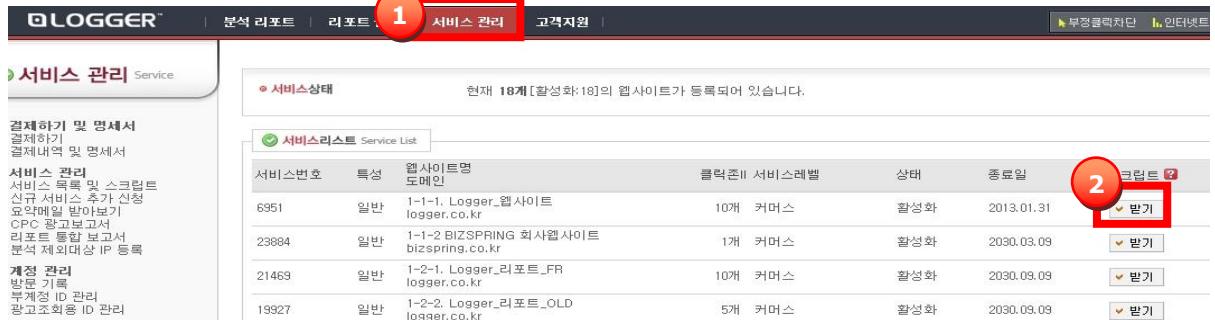 LOGGER™
분석 리포트 | 리포트 | 1 서비스 관리 고객지원 |
부정클릭차단 인터넷트
서비스 관리 Service
결제하기 및 명세서
결제하기
결제내역 및 명세서
서비스 관리
서비스 목록 및 스크립트
신규 서비스 추가 신청
요약메일 받아보기
CPC 광고보고서
리포트 통합 보고서
분석 제외대상 IP 등록
계정 관리
방문 기록
부계정 ID 관리
광고조회용 ID 관리
서비스상태 현재 18개[활성화:18]의 웹사이트가 등록되어 있습니다.
서비스리스트 Service List
서비스번호 특성 웹사이트명 클릭존II 서비스레벨 상태 종료일 2 크립트 ?
도메인
6951 일반 1-1-1. Logger_웹사이트 10개 커머스 활성화 2013.01.31 받기
logger.co.kr
23884 일반 1-1-2 BIZSPRING 회사웹사이트 1개 커머스 활성화 2030.03.09 받기
bizspring.co.kr
21469 일반 1-2-1. Logger_리포트_FR 10개 커머스 활성화 2030.09.09 받기
logger.co.kr
19927 일반 1-2-2. Logger_리포트_OLD 5개 커머스 활성화 2030.09.09 받기
logger.co.kr